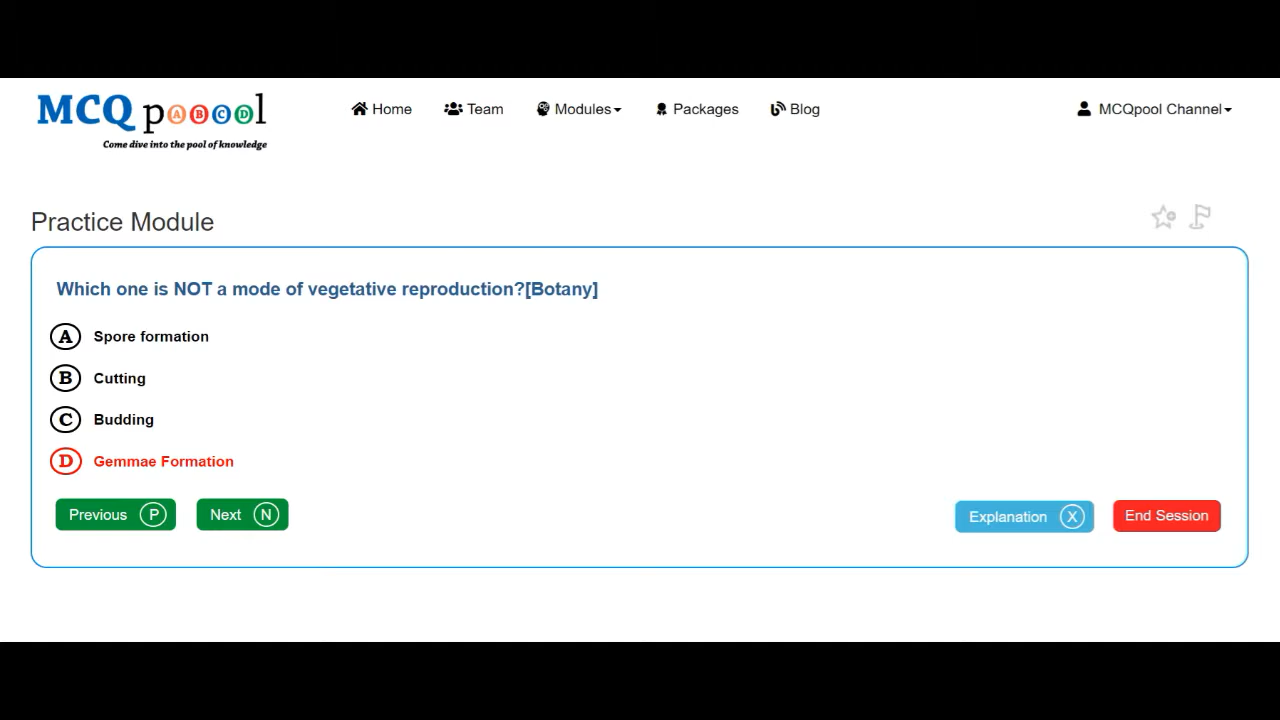 MCQ pABCDl
Come dive into the pool of knowledge
Home Team Modules Packages Blog MCQpool Channel
Practice Module
Which one is NOT a mode of vegetative reproduction?[Botany]
A Spore formation
B Cutting
C Budding
D Gemmae Formation
Previous P Next N Explanation X End Session